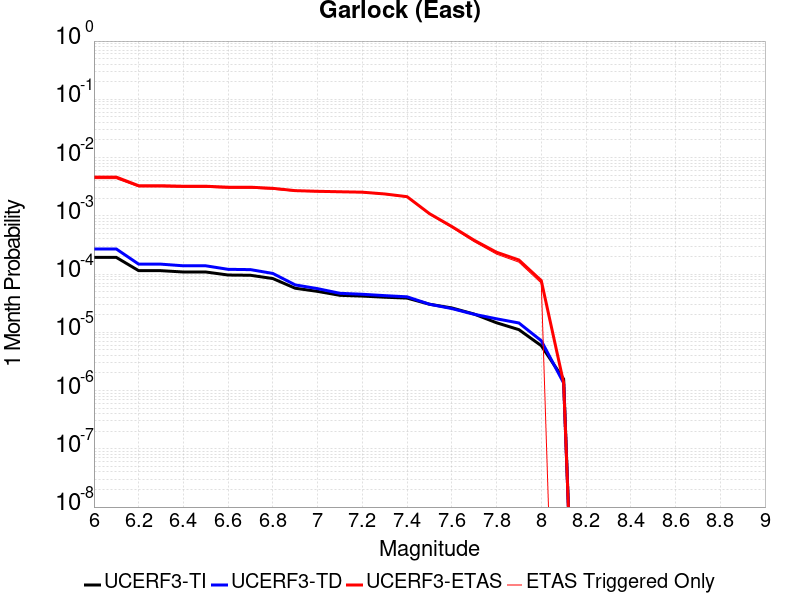 Garlock (East)
10^0
10^-1
10^-2
10^-3
10^-4
10^-5
10^-6
10^-7
10^-8
1 Month Probability
6 6.2 6.4 6.6 6.8 7 7.2 7.4 7.6 7.8 8 8.2 8.4 8.6 8.8 9
Magnitude
UCERF3-TI UCERF3-TD UCERF3-ETAS ETAS Triggered Only